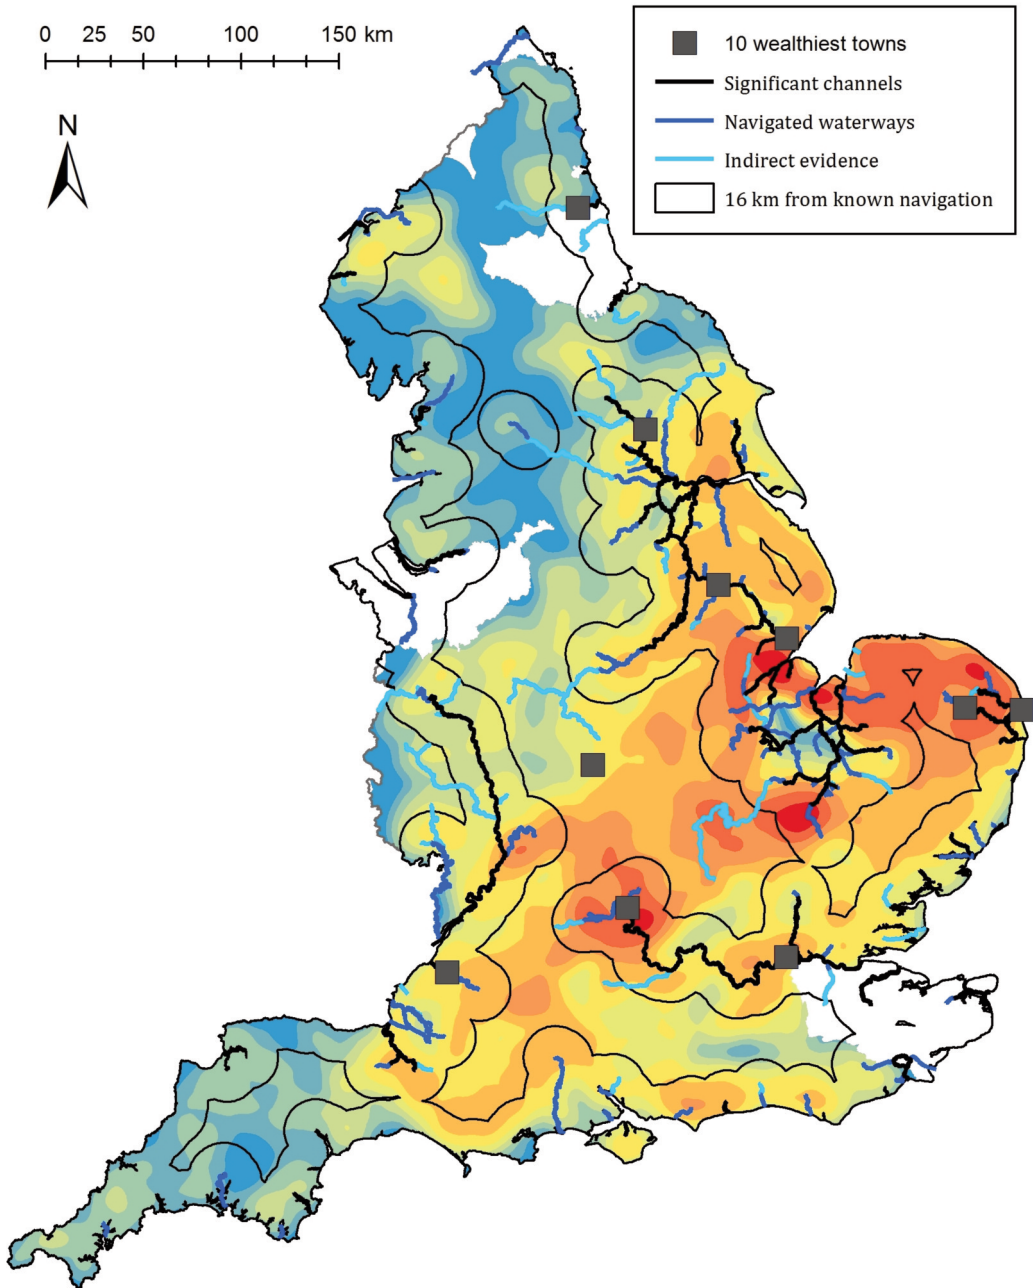 0 25 50 100 150 km
N
10 wealthiest towns
Significant channels
Navigated waterways
Indirect evidence
16 km from known navigation